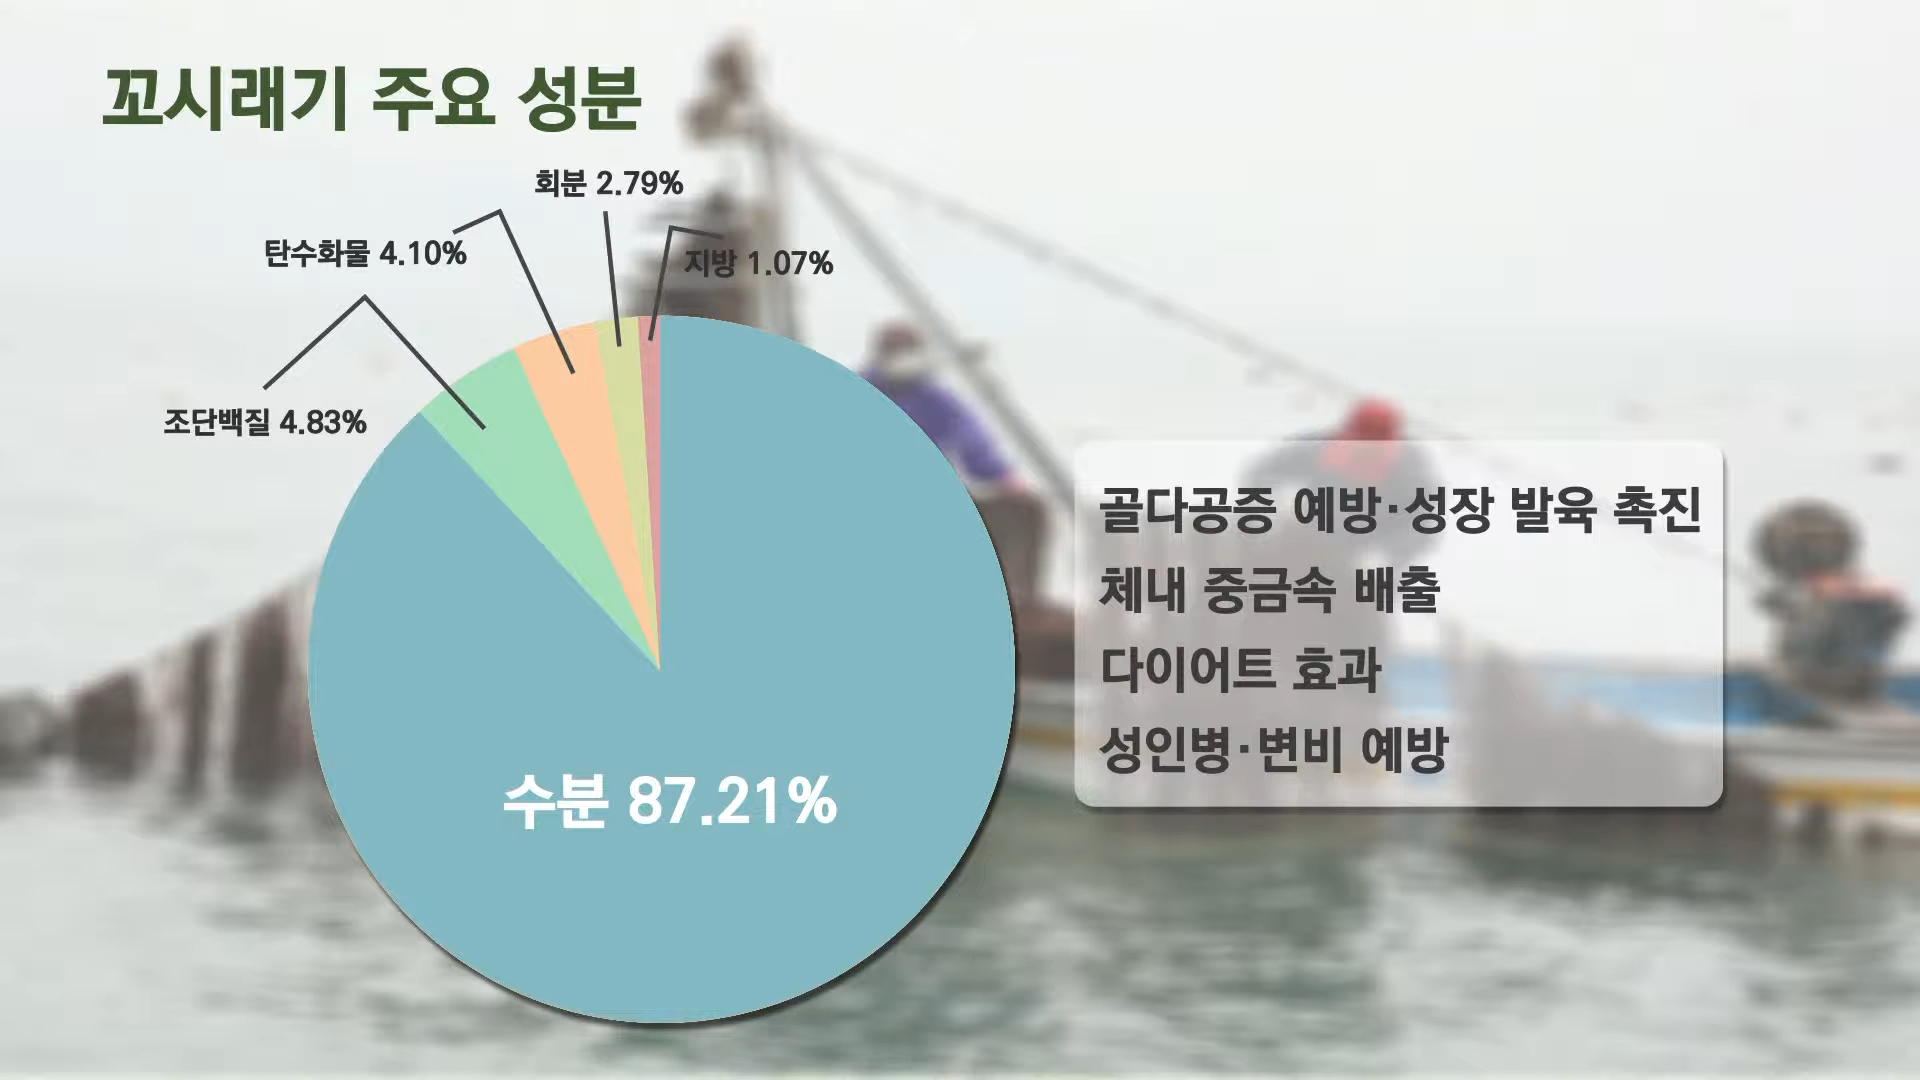 꼬시래기 주요 성분
회분 2.79%
탄수화물 4.10%
지방 1.07%
조단백질 4.83%
수분 87.21%
골다공증 예방·성장 발육 촉진
체내 중금속 배출
다이어트 효과
성인병·변비 예방